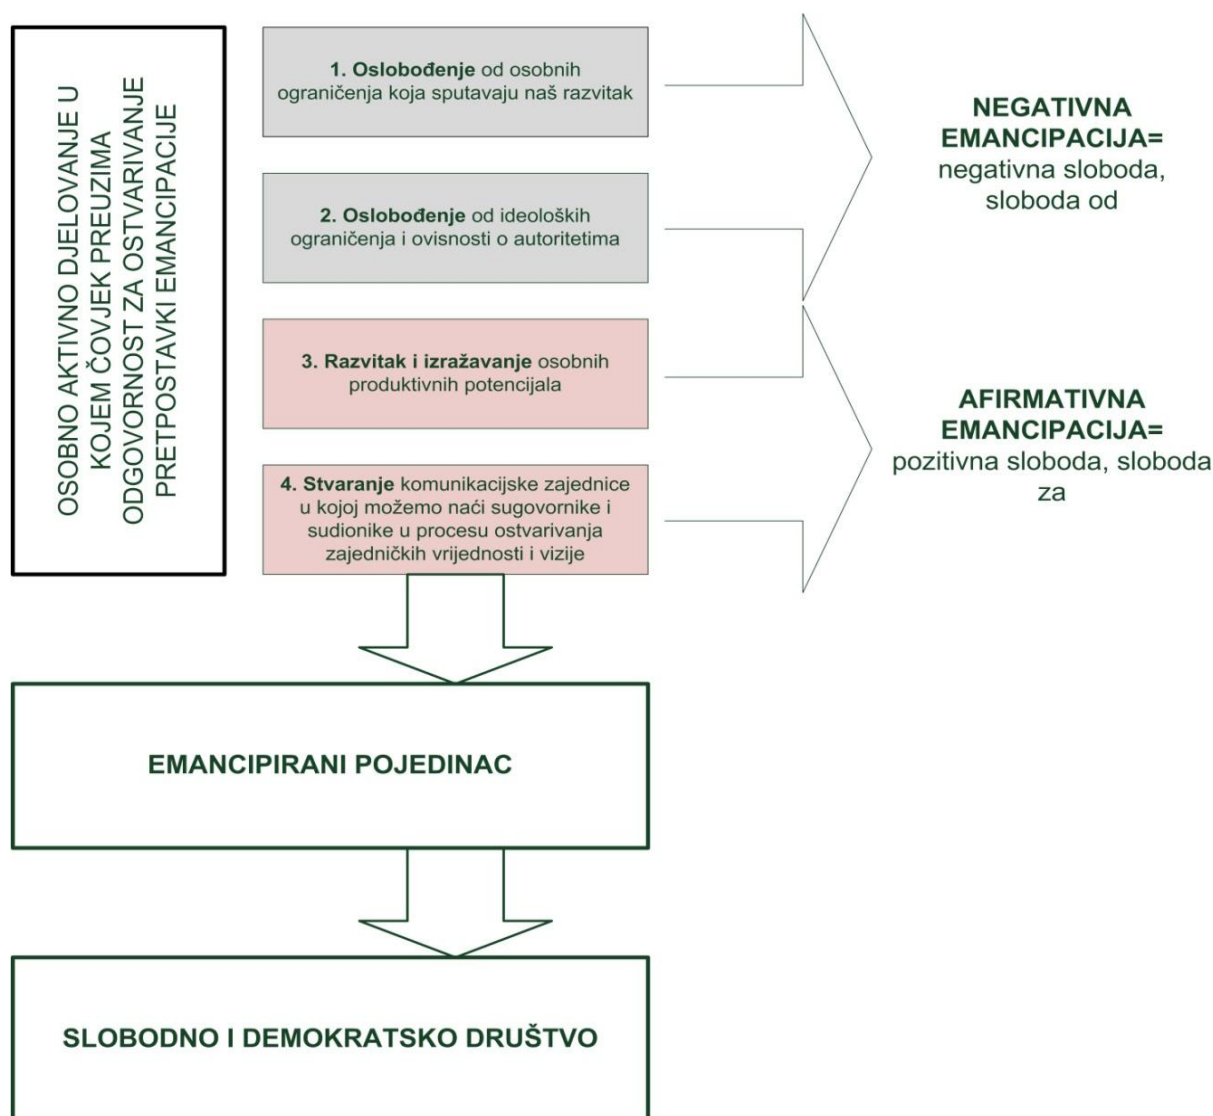 OSOBNO AKTIVNO DJELOVANJE U
KOJEM ČOVJEK PREUZIMA
ODGOVORNOST ZA OSTVARIVANJE
PRETPOSTAVKI EMANCIPACIJE
1. Oslobođenje od osobnih
ograničenja koja sputavaju naš razvitak
2. Oslobođenje od ideoloških
ograničenja i ovisnosti o autoritetima
3. Razvitak i izražavanje osobnih
produktivnih potencijala
4. Stvaranje komunikacijske zajednice
u kojoj možemo naći sugovornike i
sudionike u procesu ostvarivanja
zajedničkih vrijednosti i vizije
NEGATIVNA
EMANCIPACIJA=
negativna sloboda,
sloboda od
AFIRMATIVNA
EMANCIPACIJA=
pozitivna sloboda, sloboda
za
EMANCIPIRANI POJEDINAC
SLOBODNO I DEMOKRATSKO DRUŠTVO